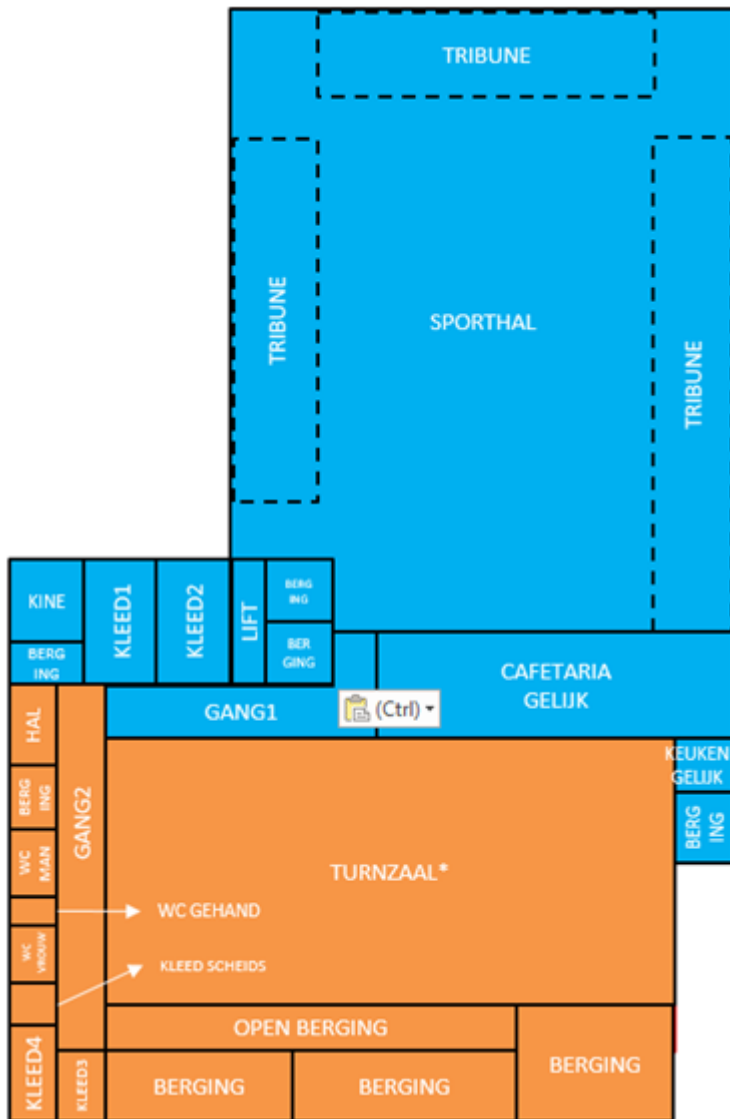 TRIBUNE
TRIBUNE
SPORTHAL
TRIBUNE
KINE
KLEED1
KLEED2
LIFT
BERG
ING
BERG
ING
BER
GING
CAFETARIA
GELIJK
GANG1
(Ctrl)
HAL
GANG2
KEUKEN
GELIJK
BERG
ING
BERG
ING
WC
MAN
TURNZAAL*
WC GEHAND
WC
VROUW
KLEED SCHEIDS
OPEN BERGING
KLEED4
KLEED3
BERGING
BERGING
BERGING